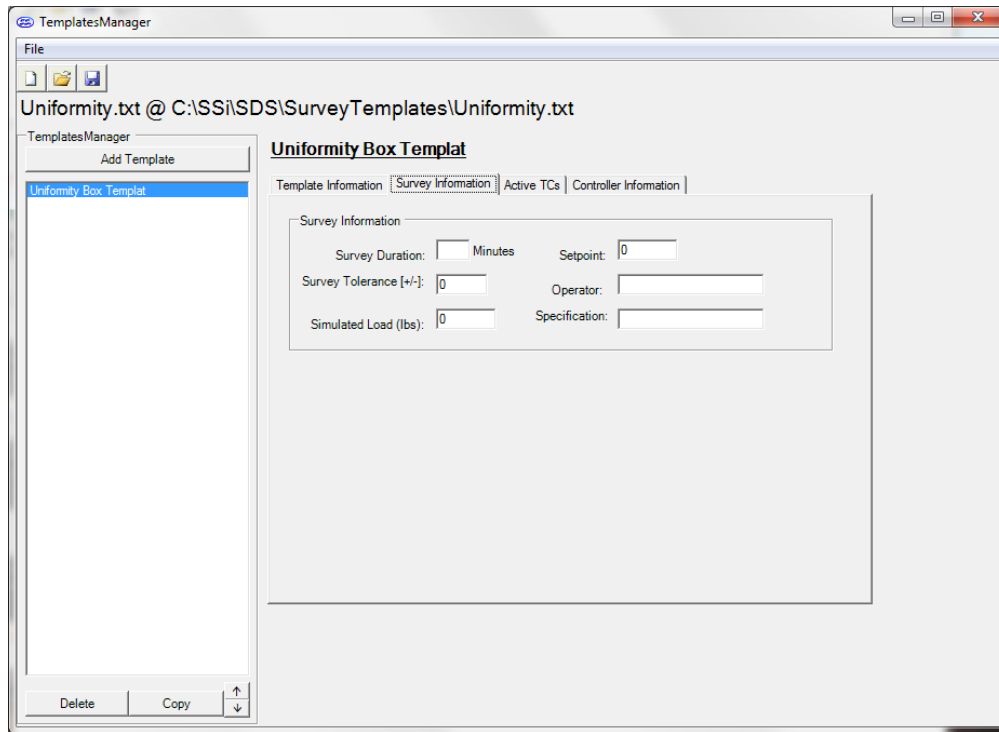 TemplatesManager
File
Uniformity.txt @ C:\SSi\SDS\SurveyTemplates\Uniformity.txt
TemplatesManager
Add Template
Uniformity Box Templat
Uniformity Box Templat
Template Information Survey Information Active TCs Controller Information
Survey Information
Survey Duration: Minutes Setpoint: 0
Survey Tolerance [+/-]: 0 Operator:
Simulated Load (lbs): 0 Specification:
Delete Copy